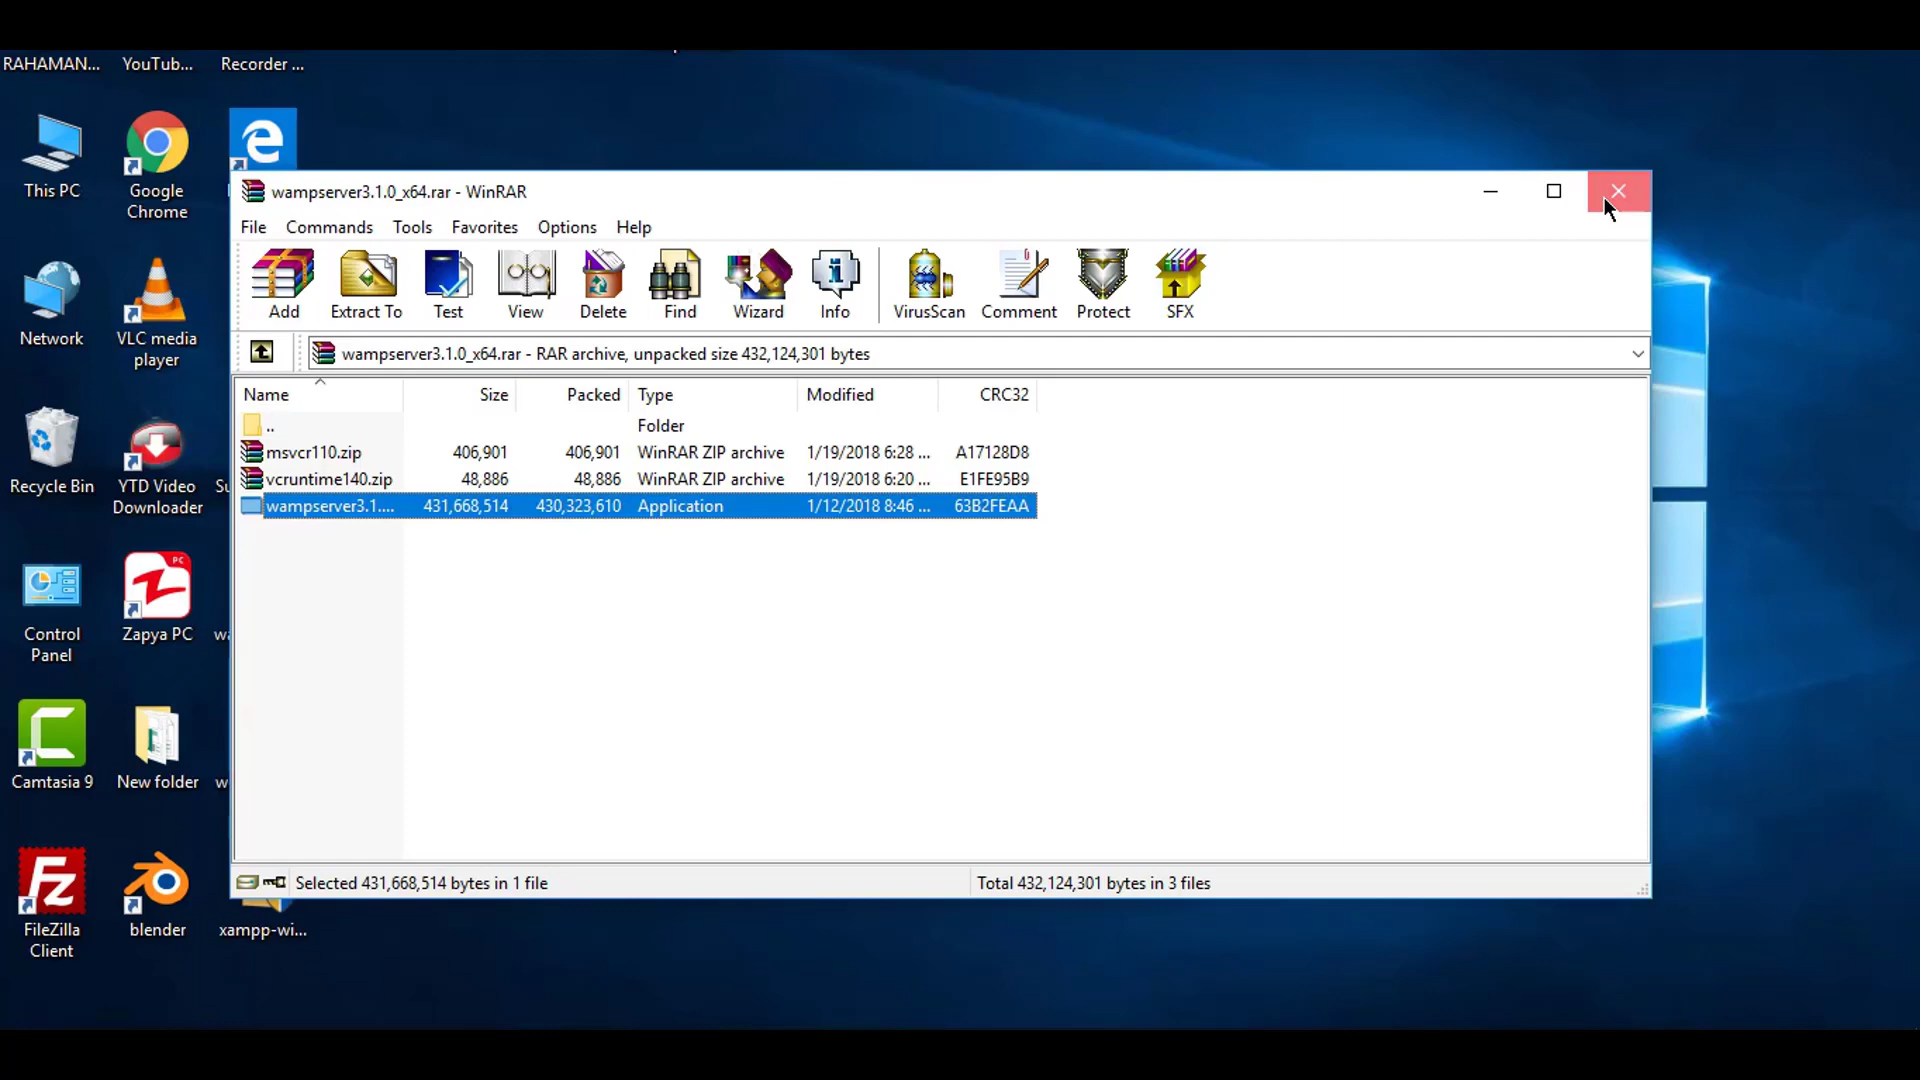 RAHAMAN... YouTub... Recorder ...
This PC
Google
Chrome
Network
VLC media
player
Recycle Bin
YTD Video
Downloader
Control
Panel
Zapya PC
PC
Camtasia 9
New folder
FileZilla
Client
blender
xampp-wi...
wampserver3.1.0_x64.rar - WinRAR
File Commands Tools Favorites Options Help
Add Extract To Test View Delete Find Wizard Info VirusScan Comment Protect SFX
wampserver3.1.0_x64.rar - RAR archive, unpacked size 432,124,301 bytes
Name Size Packed Type Modified CRC32
.. Folder
msvcr110.zip 406,901 406,901 WinRAR ZIP archive 1/19/2018 6:28 ... A17128D8
vcruntime140.zip 48,886 48,886 WinRAR ZIP archive 1/19/2018 6:20 ... E1FE95B9
wampserver3.1.... 431,668,514 430,323,610 Application 1/12/2018 8:46 ... 63B2FEAA
Selected 431,668,514 bytes in 1 file
Total 432,124,301 bytes in 3 files